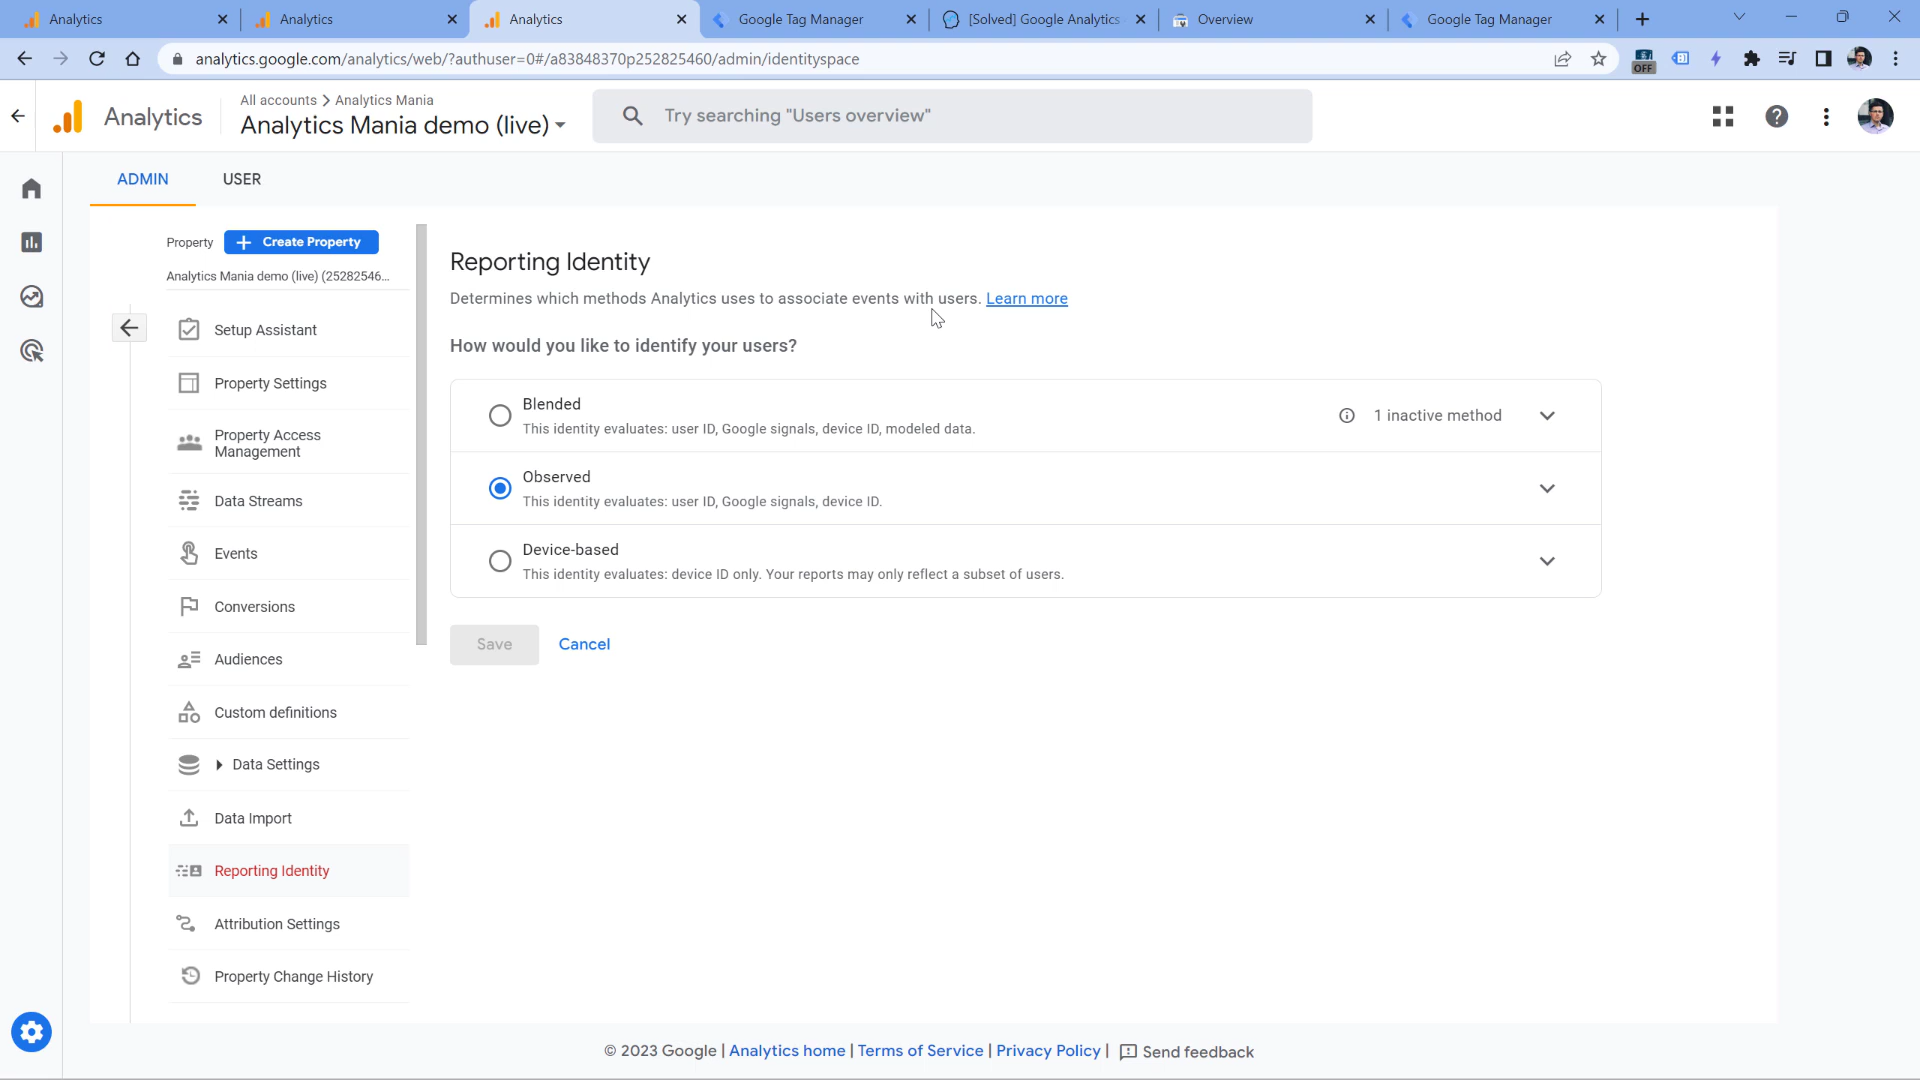 Analytics
Analytics
Analytics
Google Tag Manager
[Solved] Google Analytics
Overview
Google Tag Manager
analytics.google.com/analytics/web/?authuser=0#/a83848370p252825460/admin/identityspace
OFF
Analytics
All accounts > Analytics Mania
Analytics Mania demo (live)
Try searching "Users overview"
ADMIN
USER
Property
+ Create Property
Analytics Mania demo (live) (25282546...
Setup Assistant
Property Settings
Property Access
Management
Data Streams
Events
Conversions
Audiences
Custom definitions
Data Settings
Data Import
Reporting Identity
Attribution Settings
Property Change History
Reporting Identity
Determines which methods Analytics uses to associate events with users. Learn more
How would you like to identify your users?
Blended
This identity evaluates: user ID, Google signals, device ID, modeled data.
1 inactive method
Observed
This identity evaluates: user ID, Google signals, device ID.
Device-based
This identity evaluates: device ID only. Your reports may only reflect a subset of users.
Save
Cancel
© 2023 Google | Analytics home | Terms of Service | Privacy Policy | Send feedback